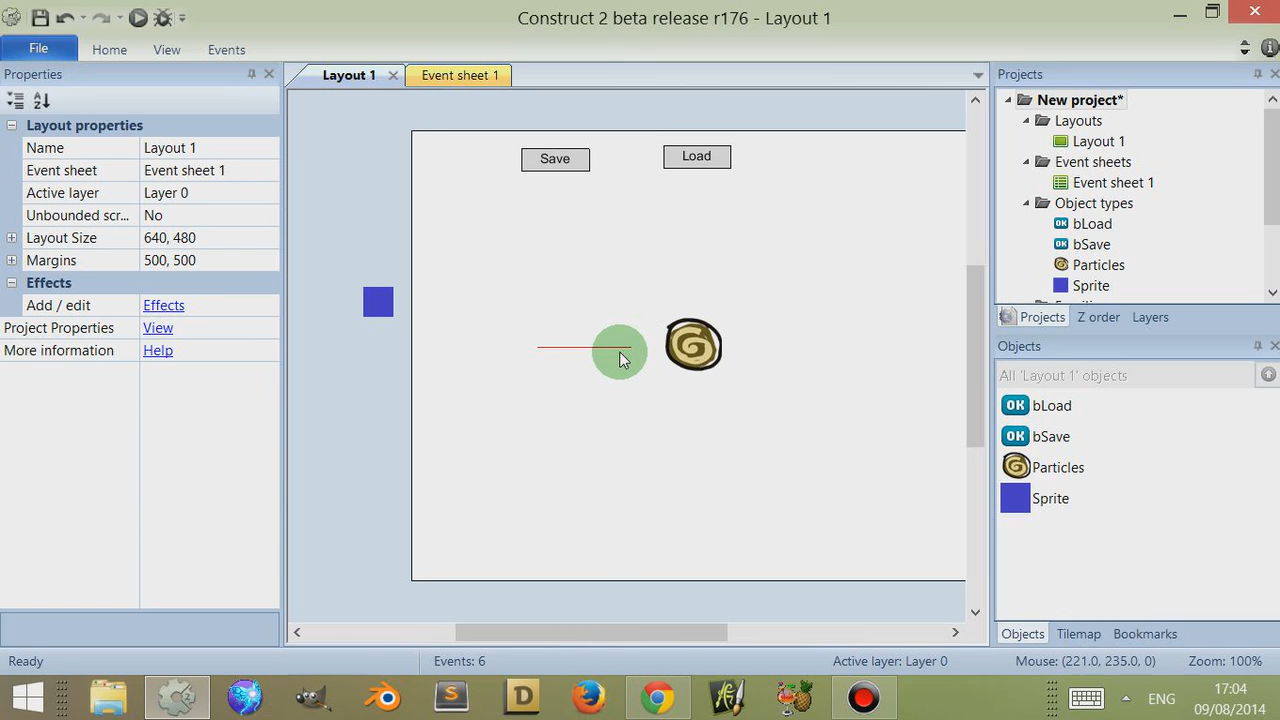 Construct 2 beta release r176 - Layout 1
File Home View Events
Properties
Layout 1
Event sheet 1
Projects
Layout properties
Name Layout 1
Event sheet Event sheet 1
Active layer Layer 0
Unbounded scr... No
Layout Size 640, 480
Margins 500, 500
Effects
Add / edit Effects
Project Properties View
More information Help
Save
Load
New project*
Layouts
Layout 1
Event sheets
Event sheet 1
Object types
OK bLoad
OK bSave
Particles
Sprite
Projects Z order Layers
Objects
All 'Layout 1' objects
OK bLoad
OK bSave
Particles
Sprite
Objects Tilemap Bookmarks
Ready Events: 6 Active layer: Layer 0 Mouse: (221.0, 235.0, 0) Zoom: 100%
S D ENG 17:04
09/08/2014